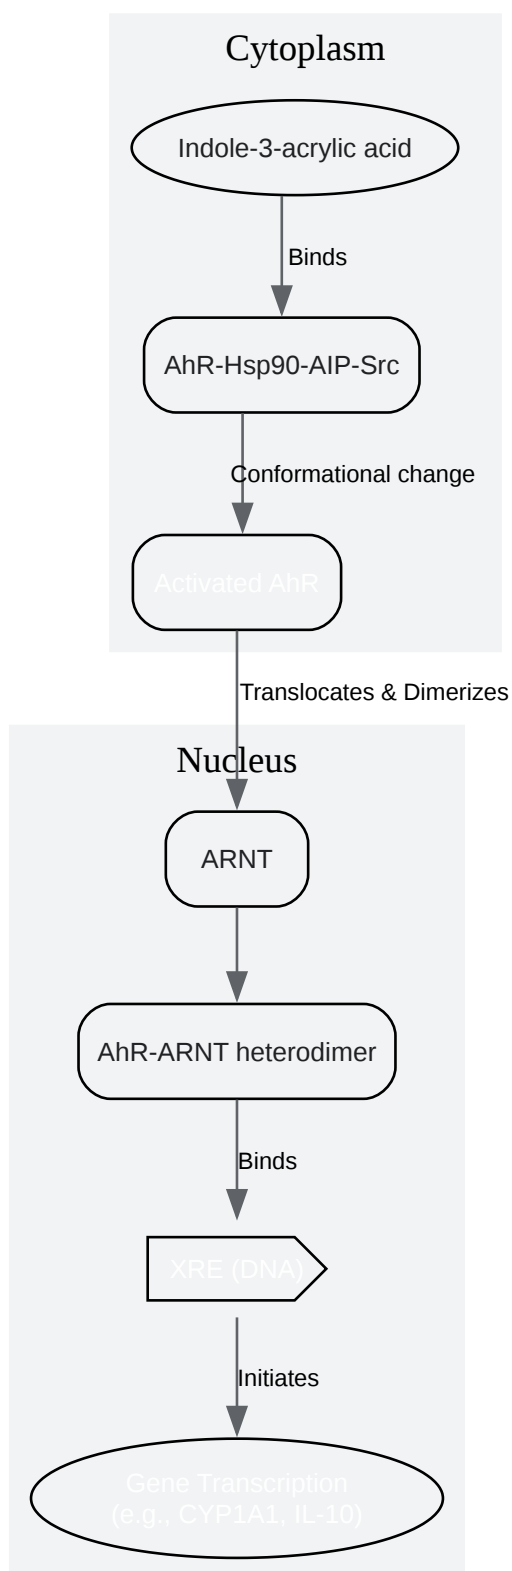 Cytoplasm
Indole-3-acrylic acid
Binds
AhR-Hsp90-AIP-Src
Conformational change
Activated AhR
Translocates & Dimerizes
Nucleus
ARNT
AhR-ARNT heterodimer
Binds
XRE (DNA)
Initiates
Gene Transcription
(e.g., CYP1A1, IL-10)